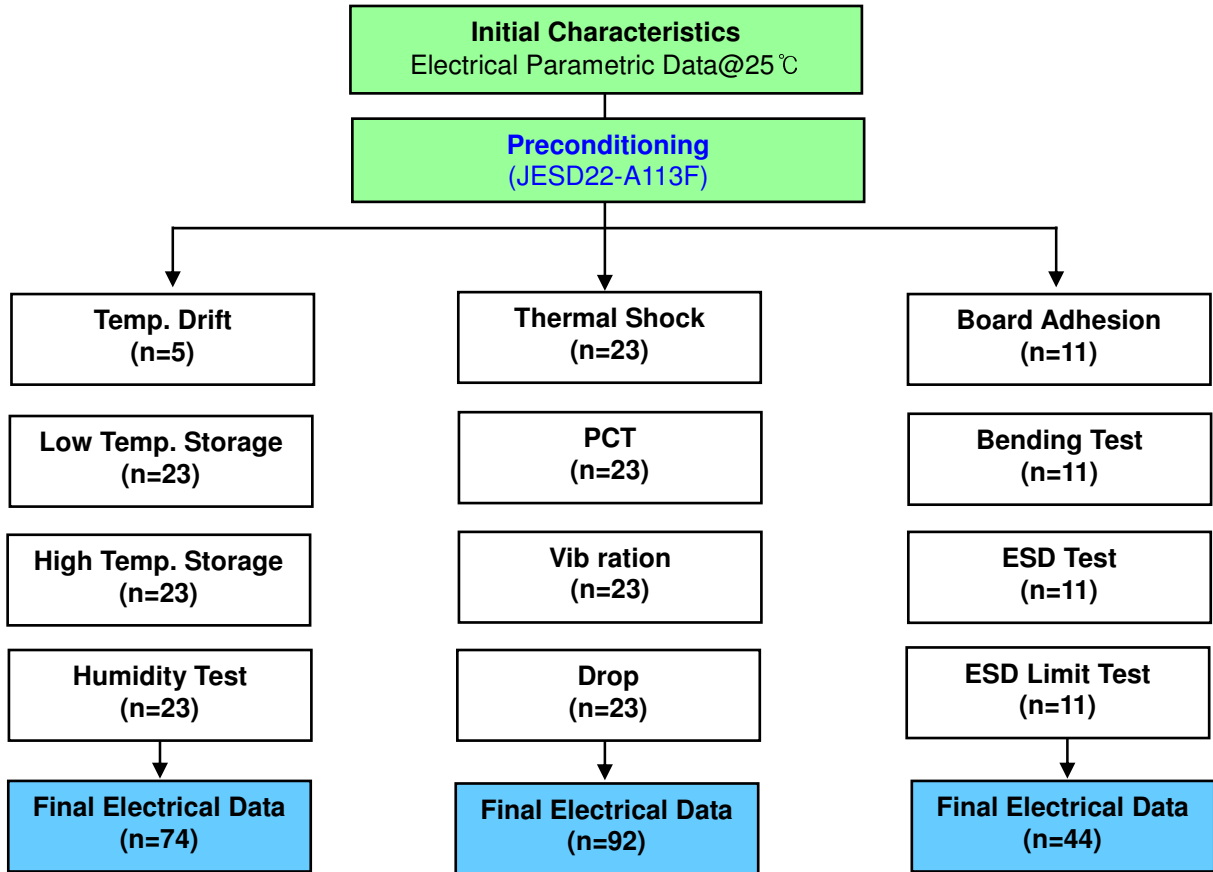 Initial Characteristics
Electrical Parametric Data@25℃
Preconditioning
(JESD22-A113F)
Temp. Drift
(n=5)
Low Temp. Storage
(n=23)
High Temp. Storage
(n=23)
Humidity Test
(n=23)
Final Electrical Data
(n=74)
Thermal Shock
(n=23)
PCT
(n=23)
Vib ration
(n=23)
Drop
(n=23)
Final Electrical Data
(n=92)
Board Adhesion
(n=11)
Bending Test
(n=11)
ESD Test
(n=11)
ESD Limit Test
(n=11)
Final Electrical Data
(n=44)